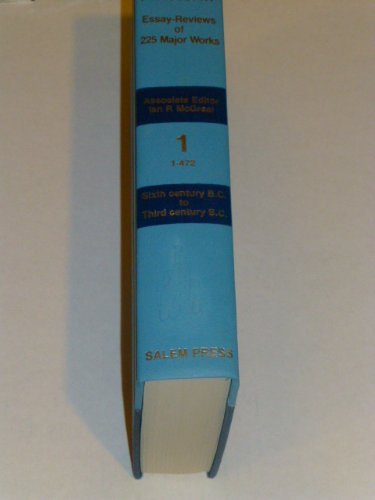 Essay-Reviews
of
225 Major Works
Associate Editor
Ian P. McGreal
1
1-472
Sixth century B.C.
to
Third century B.C.
SALEM PRESS